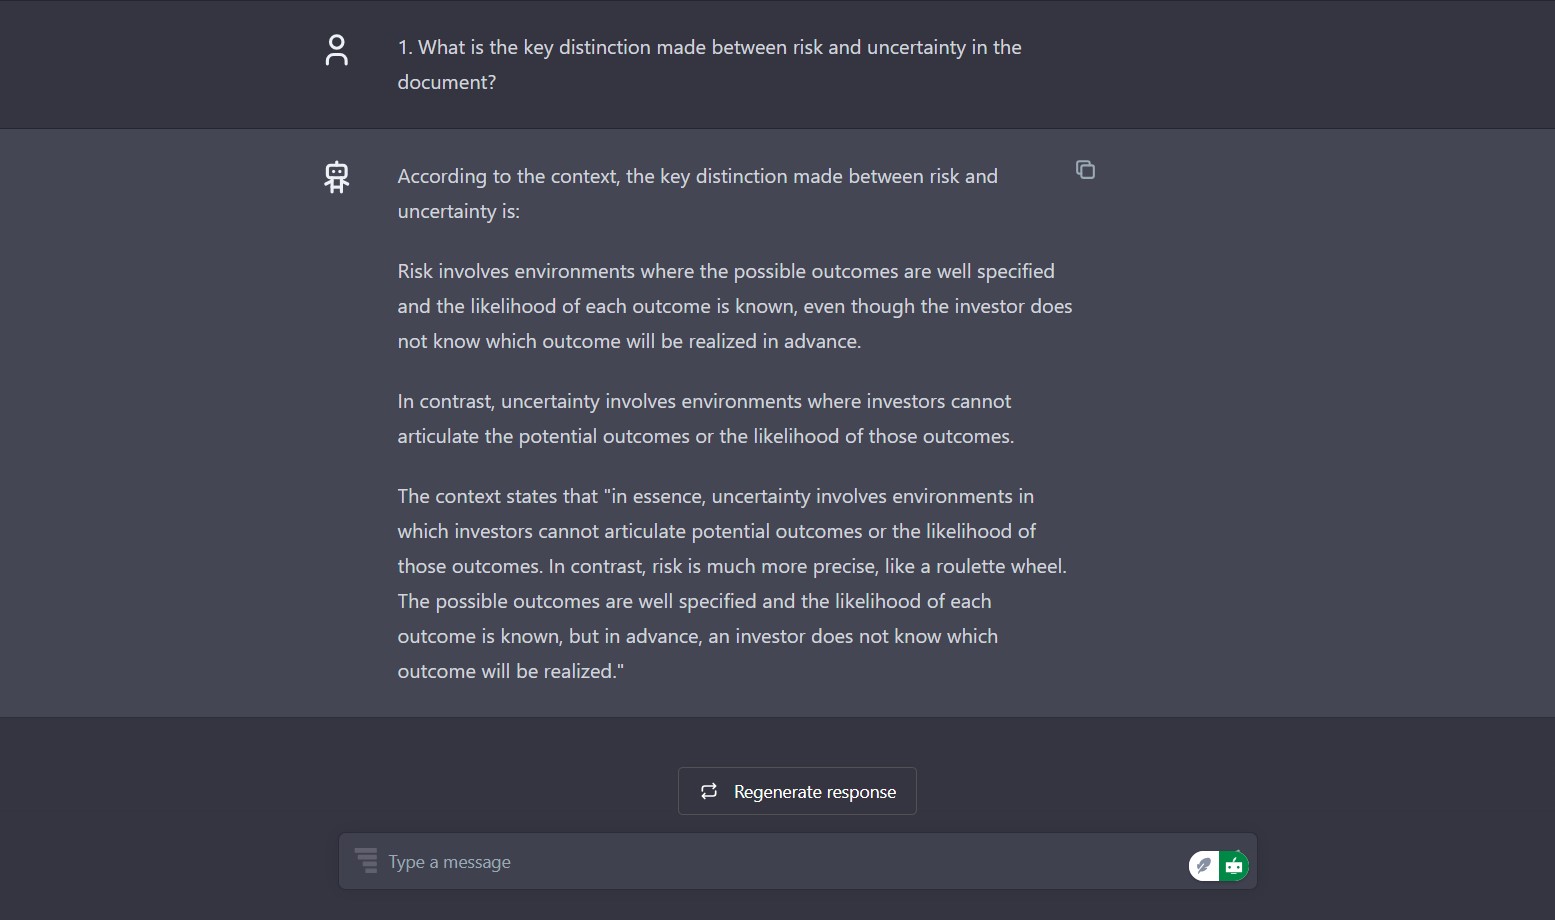 1. What is the key distinction made between risk and uncertainty in the
document?
According to the context, the key distinction made between risk and
uncertainty is:
Risk involves environments where the possible outcomes are well specified
and the likelihood of each outcome is known, even though the investor does
not know which outcome will be realized in advance.
In contrast, uncertainty involves environments where investors cannot
articulate the potential outcomes or the likelihood of those outcomes.
The context states that "in essence, uncertainty involves environments in
which investors cannot articulate potential outcomes or the likelihood of
those outcomes. In contrast, risk is much more precise, like a roulette wheel.
The possible outcomes are well specified and the likelihood of each
outcome is known, but in advance, an investor does not know which
outcome will be realized."
Regenerate response
Type a message